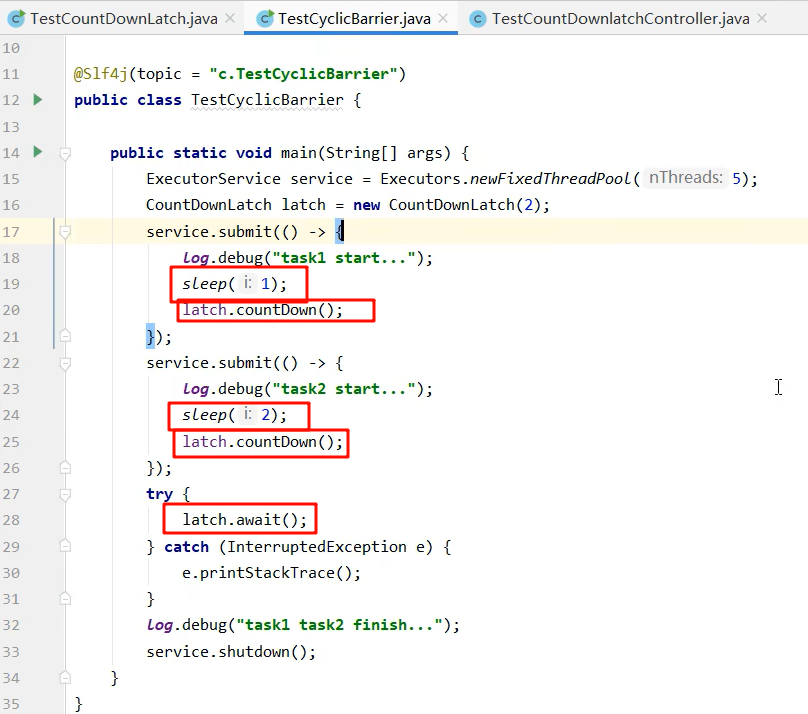 TestCountDownLatch.java × TestCyclicBarrier.java × TestCountDownlatchController.java ×
10
11 @Slf4j(topic = "c.TestCyclicBarrier")
12 public class TestCyclicBarrier {
13
14 public static void main(String[] args) {
15 ExecutorService service = Executors.newFixedThreadPool( nThreads: 5);
16 CountDownLatch latch = new CountDownLatch(2);
17 service.submit(() -> {
18 log.debug("task1 start...");
19 sleep( i: 1);
20 latch.countDown();
21 });
22 service.submit(() -> {
23 log.debug("task2 start...");
24 sleep( i: 2);
25 latch.countDown();
26 });
27 try {
28 latch.await();
29 } catch (InterruptedException e) {
30 e.printStackTrace();
31 }
32 log.debug("task1 task2 finish...");
33 service.shutdown();
34 }
35 }